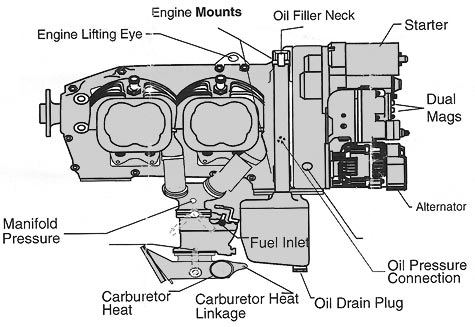 Engine Mounts
Oil Filler Neck
Starter
Engine Lifting Eye
Dual
Mags
Alternator
Manifold
Pressure
Fuel Inlet
Oil Pressure
Connection
Carburetor
Heat
Carburetor Heat
Linkage
Oil Drain Plug